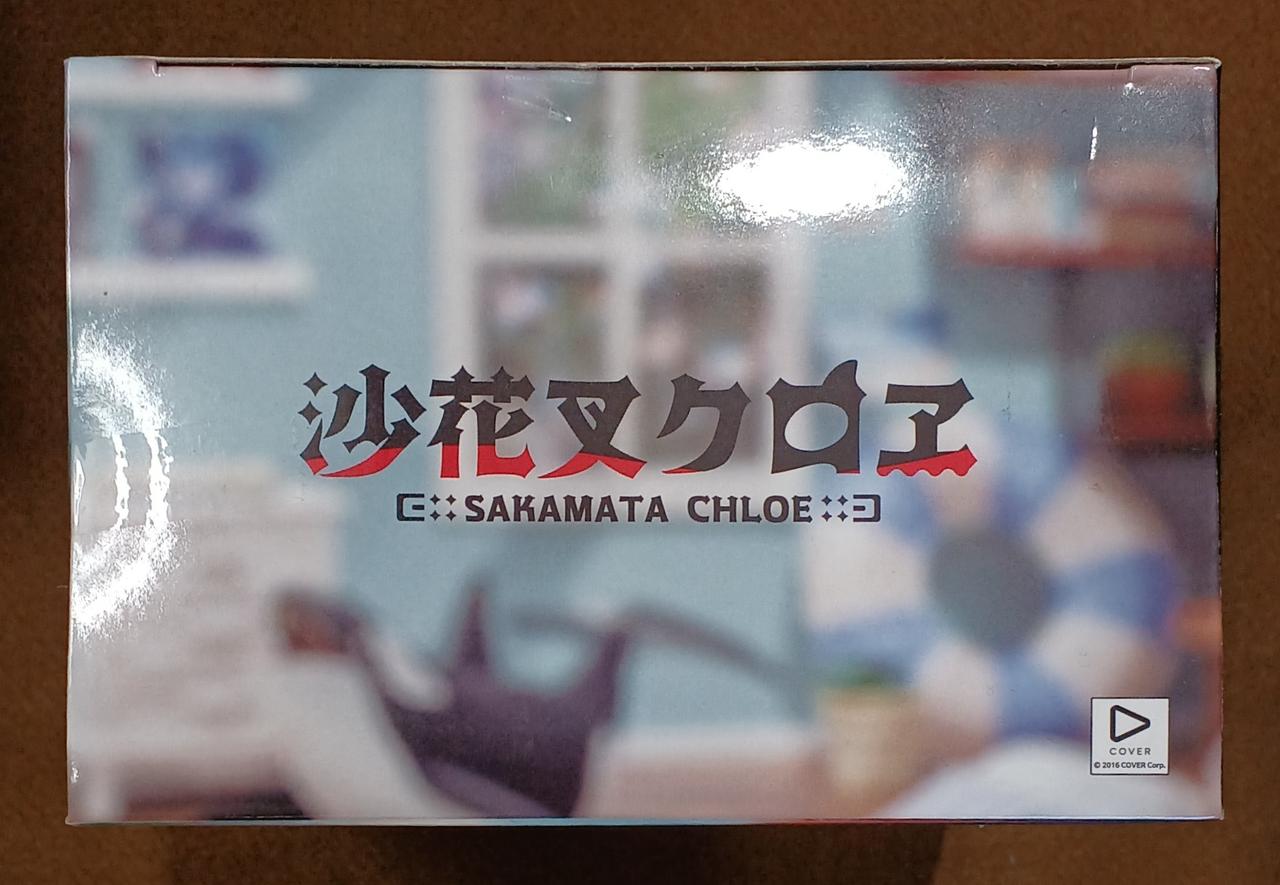 沙花叉クロヱ
SAKAMATA CHLOE
COVER
© 2016 COVER Corp.